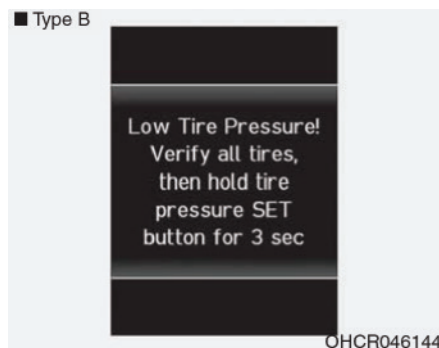 ■ Type B
Low Tire Pressure!
Verify all tires,
then hold tire
pressure SET
button for 3 sec
OHCR046144